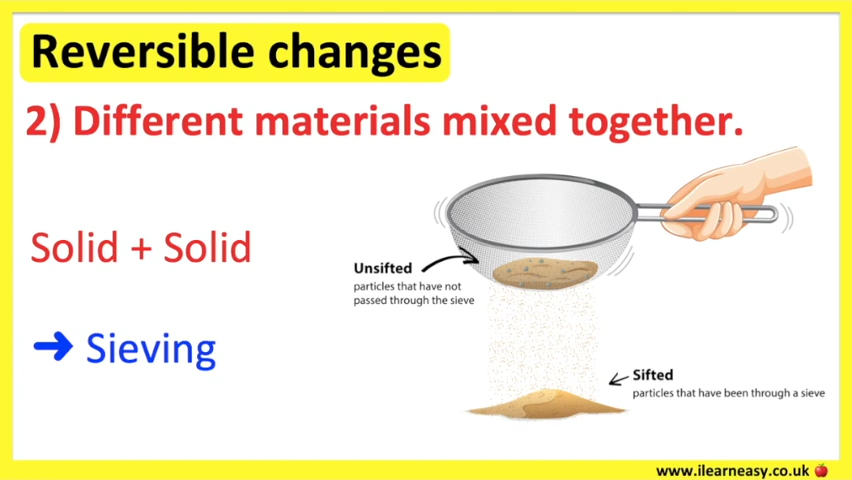 Reversible changes
2) Different materials mixed together.
Solid + Solid
Unsifted
particles that have not
passed through the sieve
➜ Sieving
Sifted
particles that have been through a sieve
www.ilearneasy.co.uk